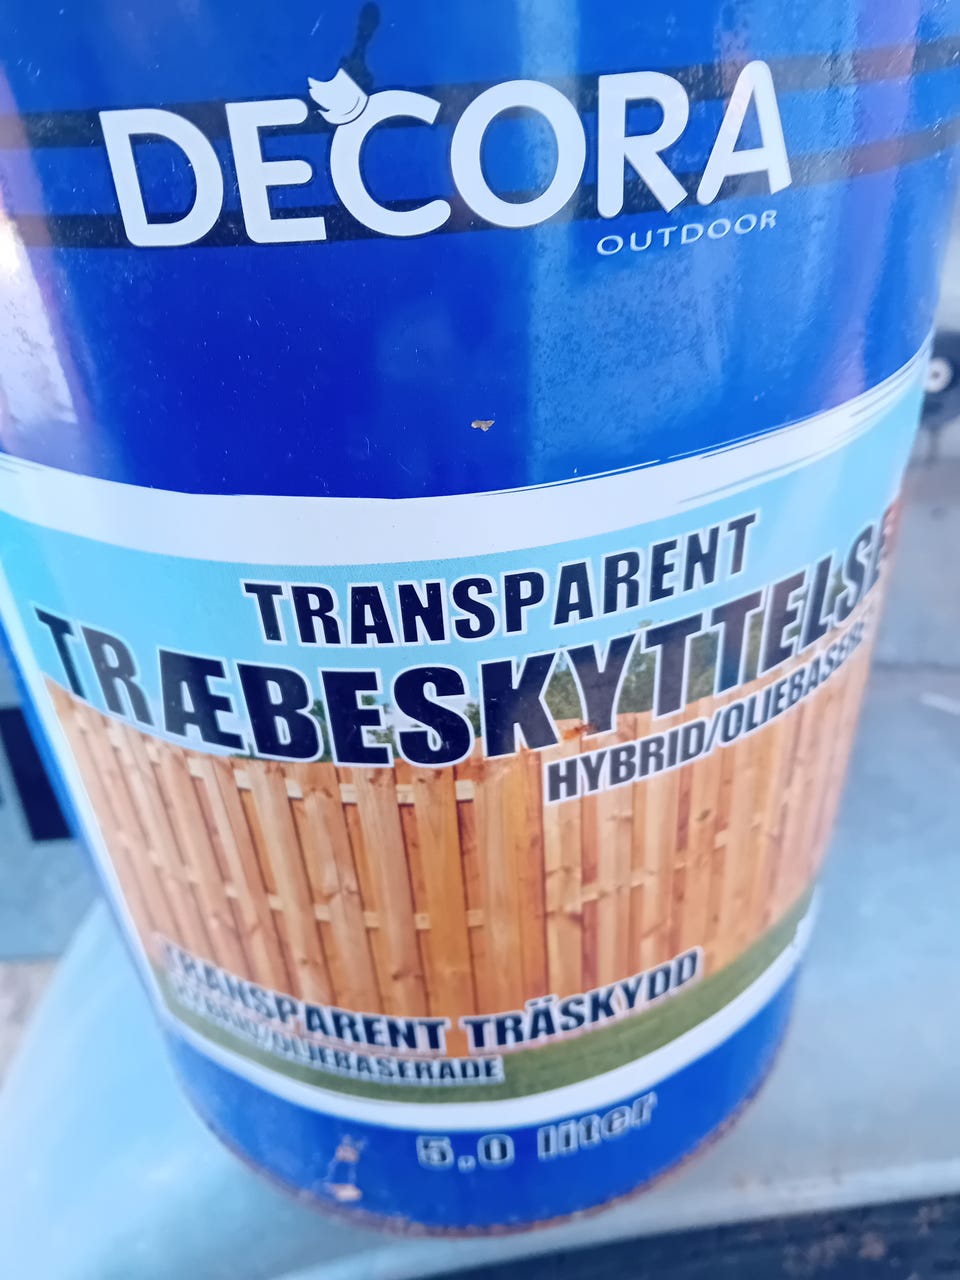 DECORA
OUTDOOR
TRANSPARENT
TRÆBESKYTTELSE
HYBRID/OLIEBASERET
TRANSPARENT TRÄSKYDD
HYBRID/OLJEBASERADE
5,0 liter